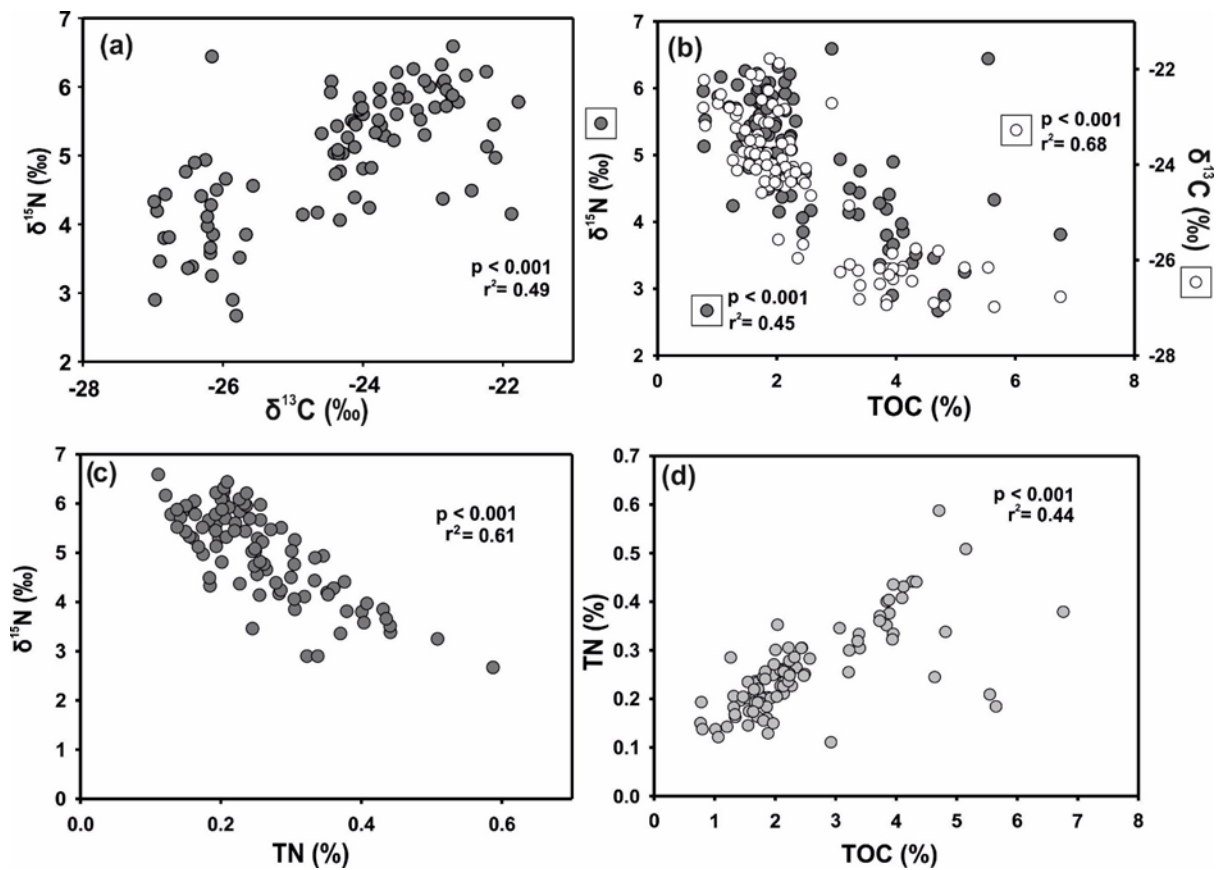 (a)
7
6
5
4
3
2
δ15N (‰)
p < 0.001
r2= 0.49
-28
-26
-24
-22
δ13C (‰)
(b)
7
6
5
4
3
2
δ15N (‰)
p < 0.001
r2= 0.68
p < 0.001
r2= 0.45
-22
-24
-26
-28
δ13C (‰)
0
2
4
6
8
TOC (%)
(c)
7
6
5
4
3
2
1
0
δ15N (‰)
p < 0.001
r2= 0.61
0.0
0.2
0.4
0.6
TN (%)
(d)
0.7
0.6
0.5
0.4
0.3
0.2
0.1
0.0
TN (%)
p < 0.001
r2= 0.44
0
1
2
3
4
5
6
7
8
TOC (%)